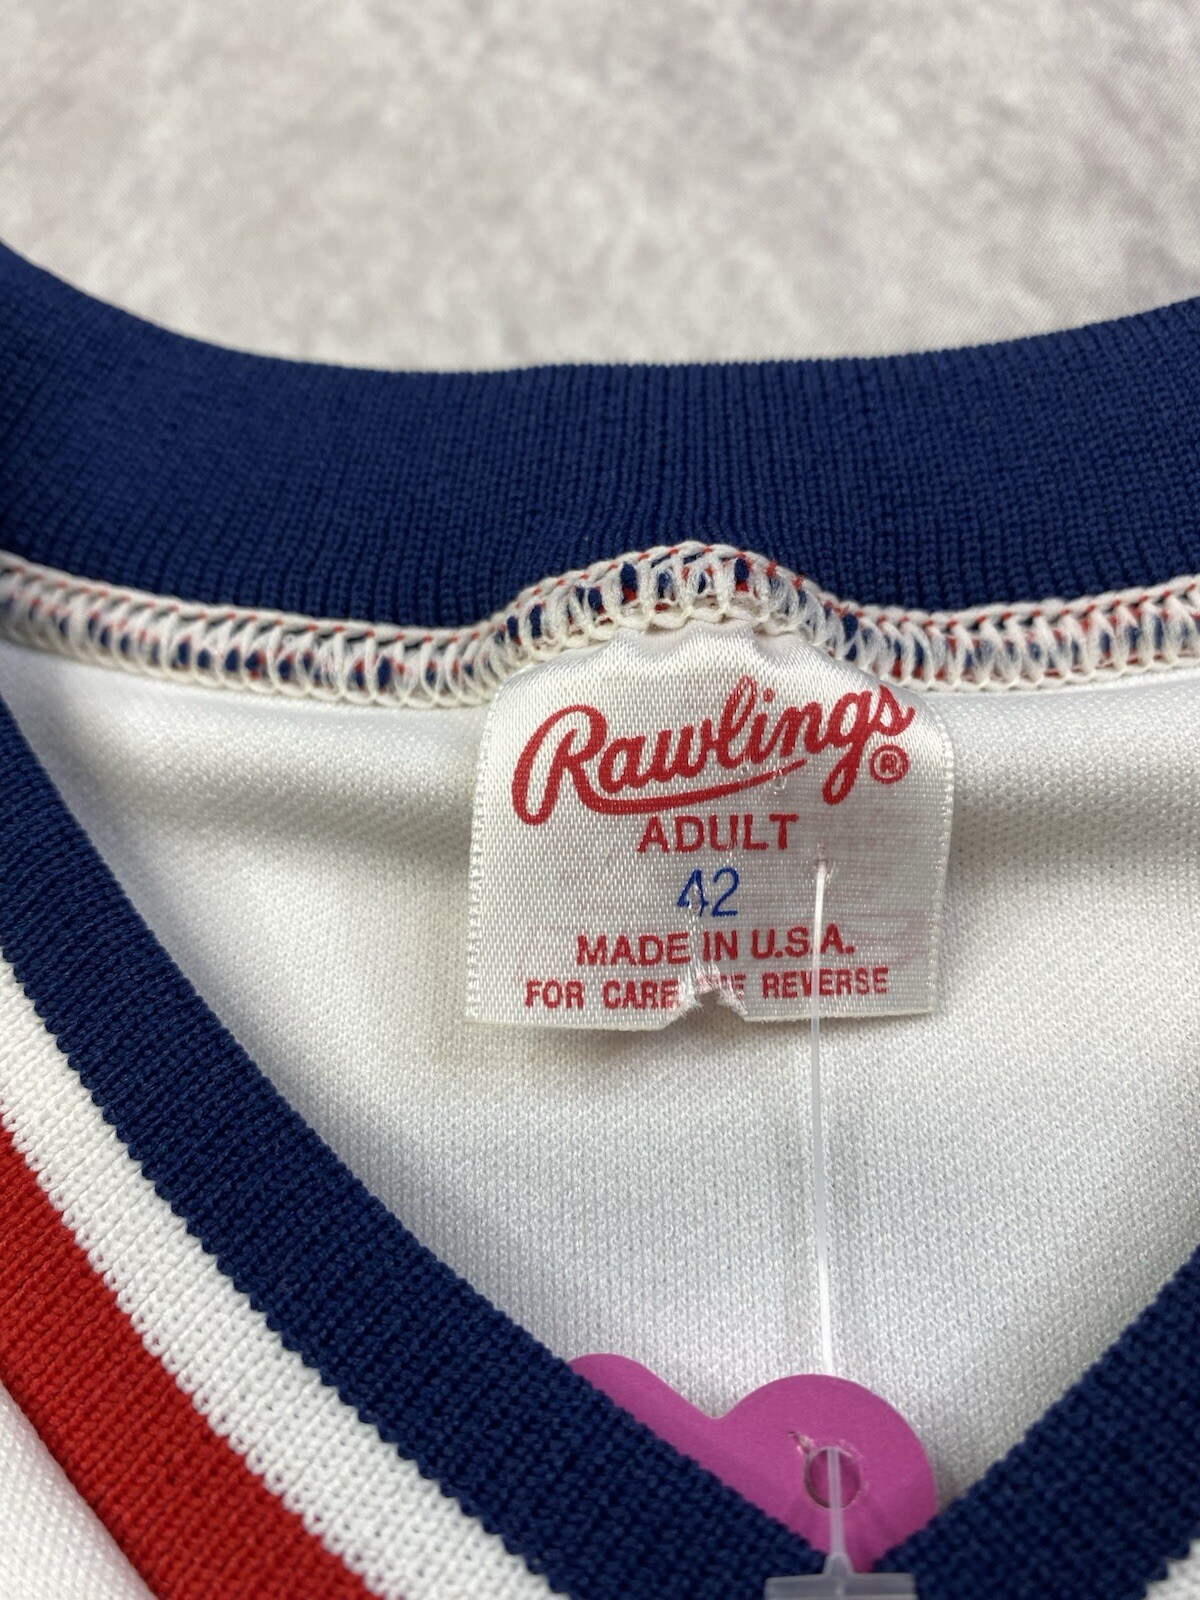 Rawlings®
ADULT
42
MADE IN U.S.A.
FOR CARE REVERSE